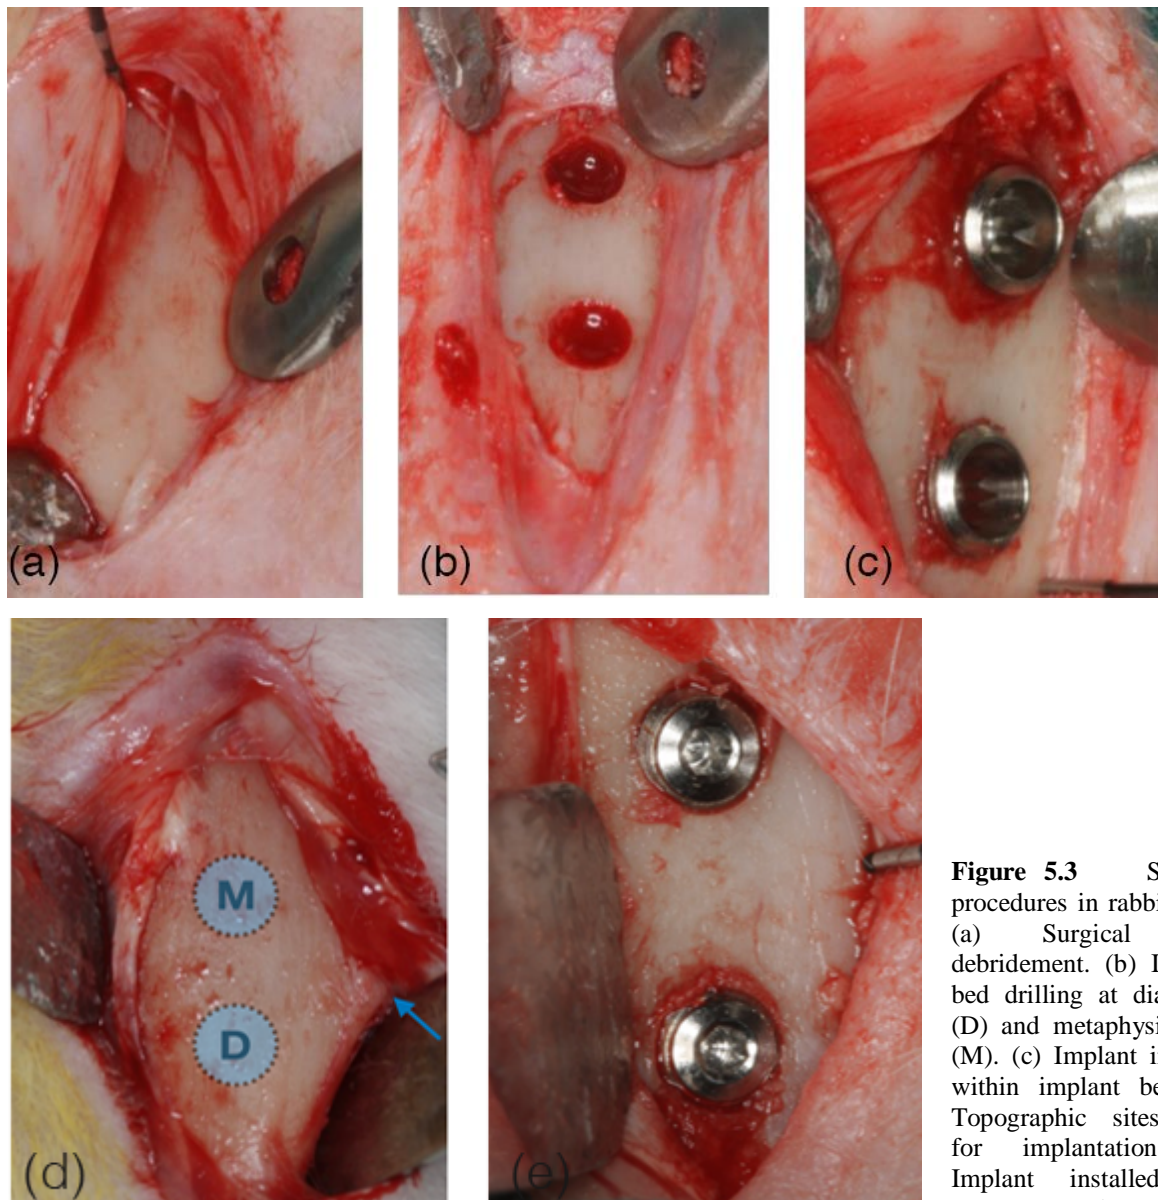 (a)
(b)
(c)
M
D
(d)
(e)
Figure 5.3 S
procedures in rabbi
(a) Surgical
debridement. (b) I
bed drilling at dia
(D) and metaphysi
(M). (c) Implant i
within implant be
Topographic sites
for implantation
Implant installed